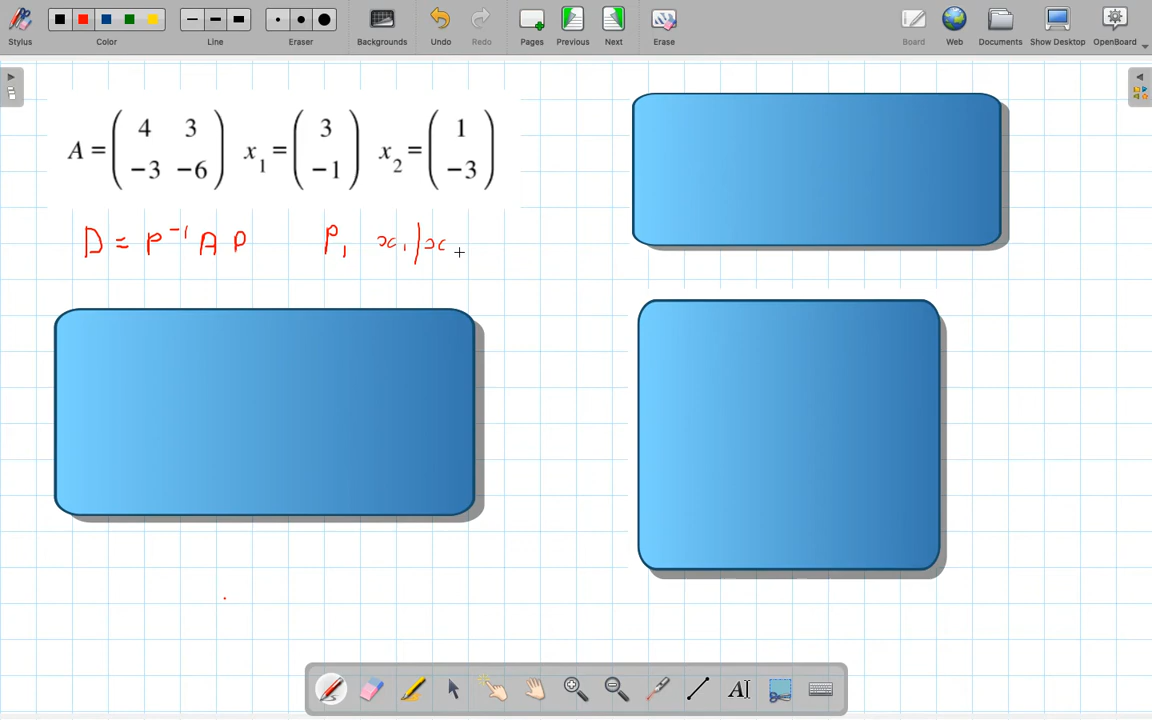 Stylus Color Line Eraser Backgrounds Undo Redo Pages Previous Next Erase Board Web Documents Show Desktop OpenBoard
A = ( 4 3 ) x₁ = ( 3 ) x₂ = ( 1 )
( −3 −6 ) ( −1 ) ( −3 )
D = P⁻¹ A P P₁ x₁ | x